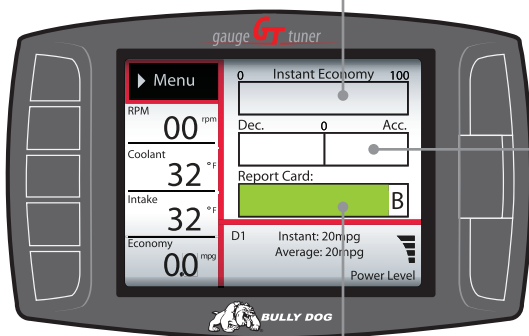 gauge GT tuner
Menu
RPM
00 rpm
Coolant
32 °F
Intake
32 °F
Economy
0.0 mpg
0 Instant Economy 100
Dec. 0 Acc.
Report Card:
B
D1 Instant: 20mpg
Average: 20mpg
Power Level
BULLY DOG